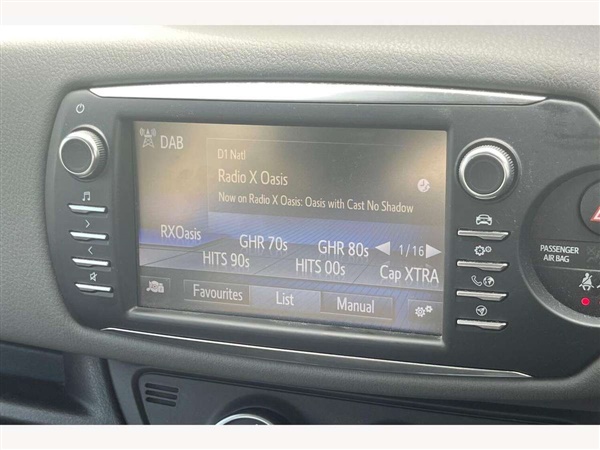 DAB
D1 Natl
Radio X Oasis
Now on Radio X Oasis: Oasis with Cast No Shadow
RXOasis GHR 70s GHR 80s 1/16
HITS 90s HITS 00s Cap XTRA
Favourites List Manual
PASSENGER
AIR BAG